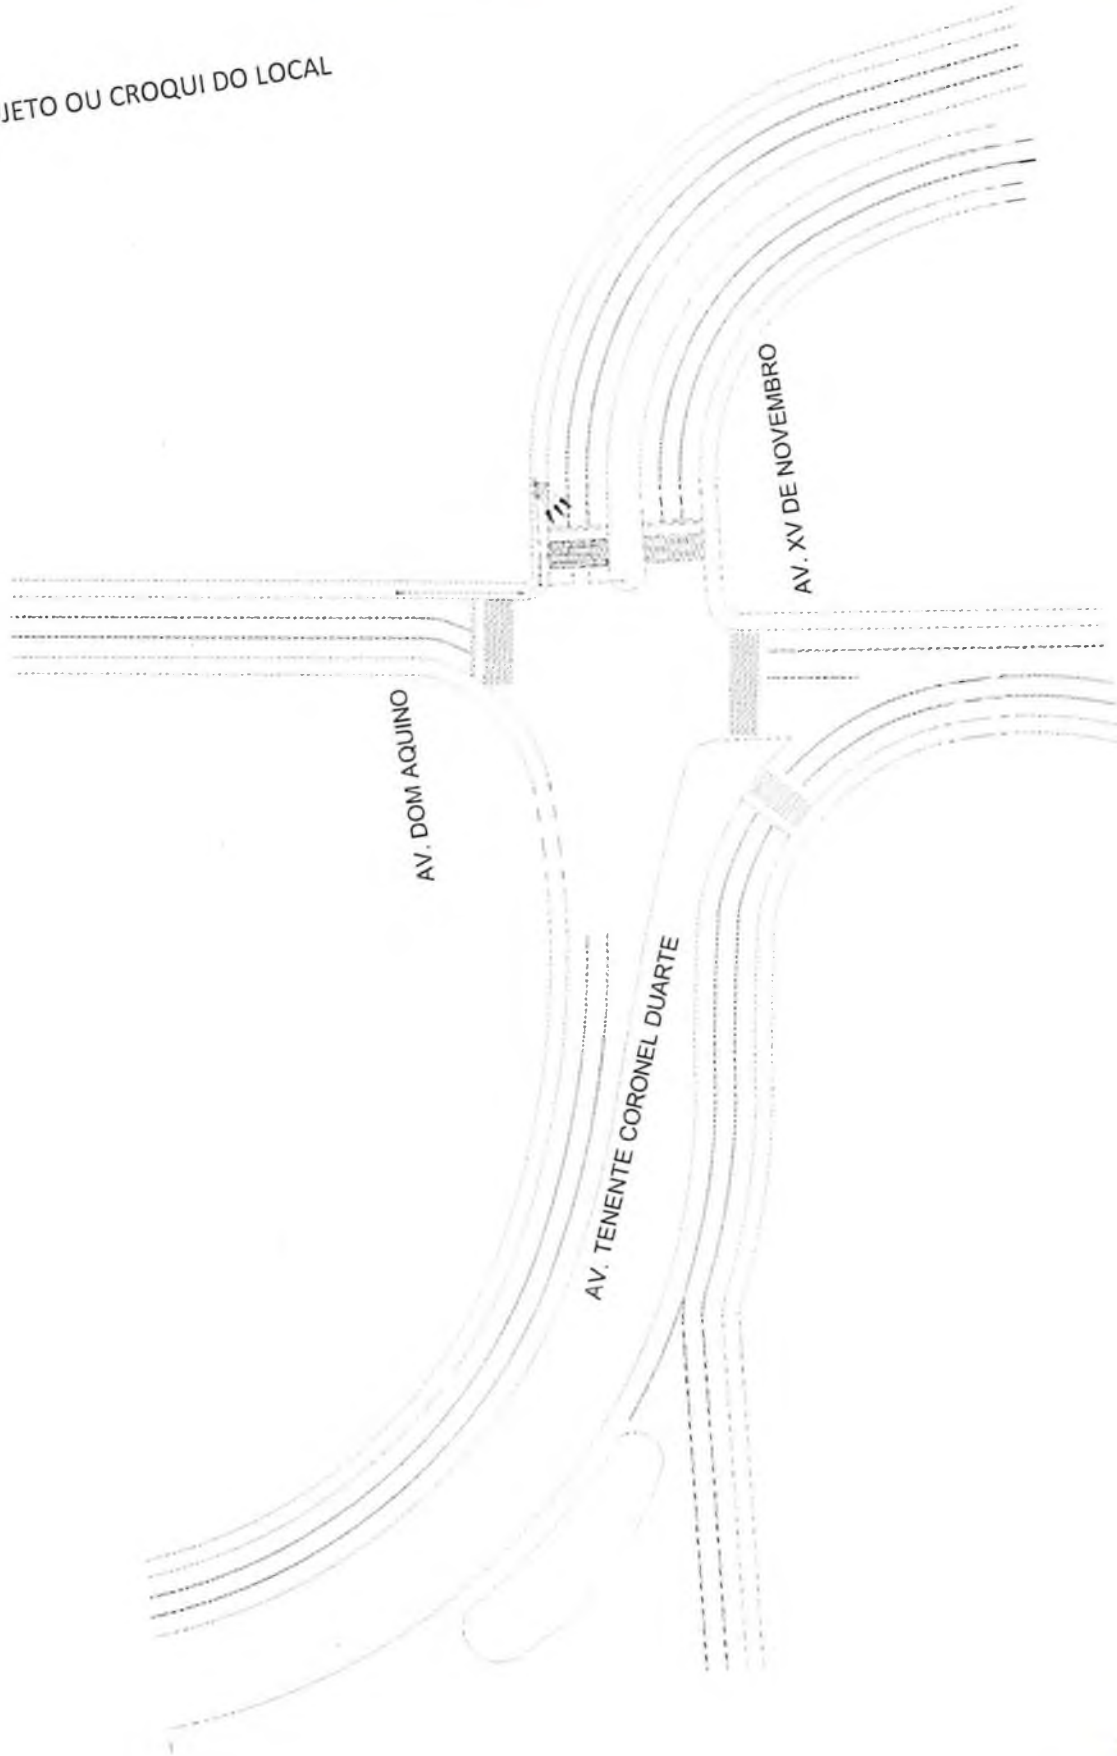 JETO OU CROQUI DO LOCAL
AV. XV DE NOVEMBRO
AV. DOM AQUINO
AV. TENENTE CORONEL DUARTE